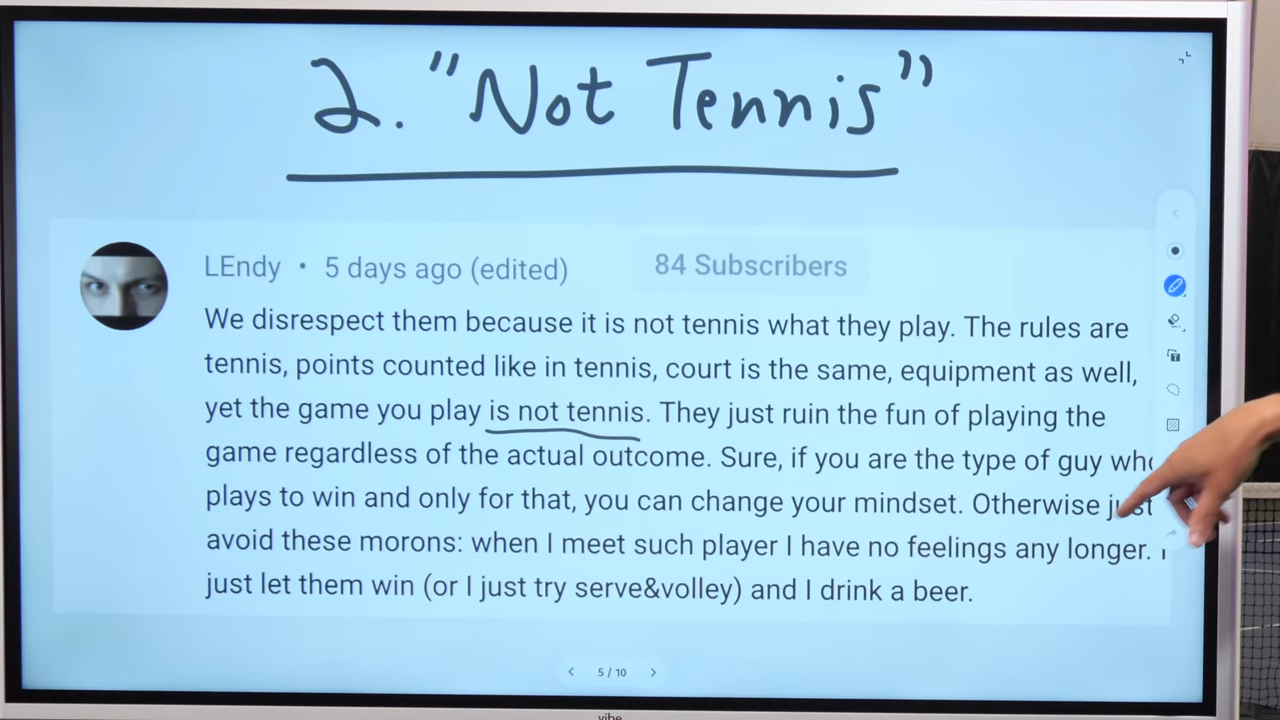 2. "Not Tennis"
LEndy • 5 days ago (edited) 84 Subscribers
We disrespect them because it is not tennis what they play. The rules are
tennis, points counted like in tennis, court is the same, equipment as well,
yet the game you play is not tennis. They just ruin the fun of playing the
game regardless of the actual outcome. Sure, if you are the type of guy who
plays to win and only for that, you can change your mindset. Otherwise just
avoid these morons: when I meet such player I have no feelings any longer. I
just let them win (or I just try serve&volley) and I drink a beer.
5 / 10
vibe